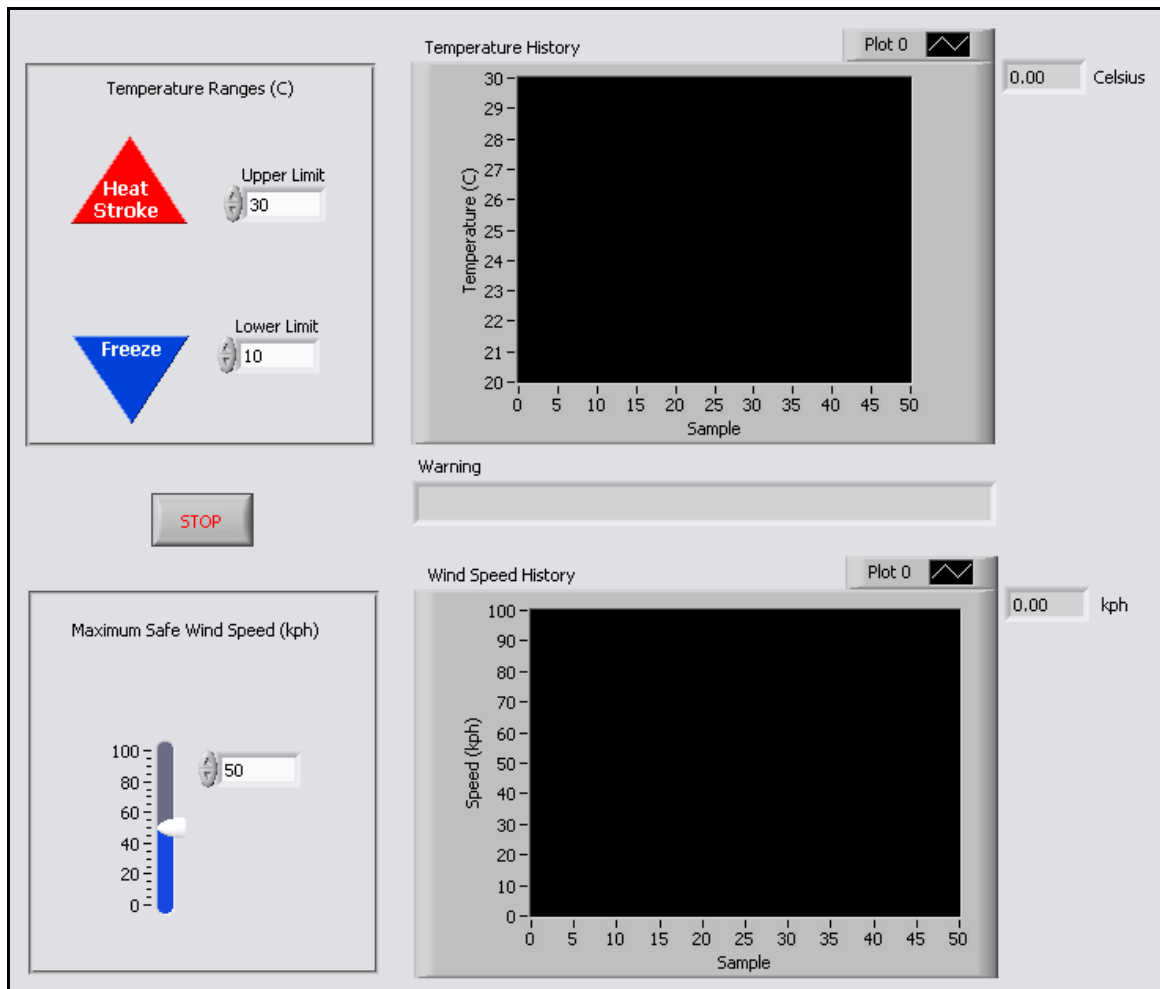 Temperature Ranges (C)
Heat
Stroke
Upper Limit
30
Freeze
Lower Limit
10
STOP
Maximum Safe Wind Speed (kph)
100
80
60
40
20
0
50
Temperature History
Plot 0
0.00 Celsius
Temperature (C)
30
29
28
27
26
25
24
23
22
21
20
0 5 10 15 20 25 30 35 40 45 50
Sample
Warning
Wind Speed History
Plot 0
0.00 kph
Speed (kph)
100
90
80
70
60
50
40
30
20
10
0
0 5 10 15 20 25 30 35 40 45 50
Sample